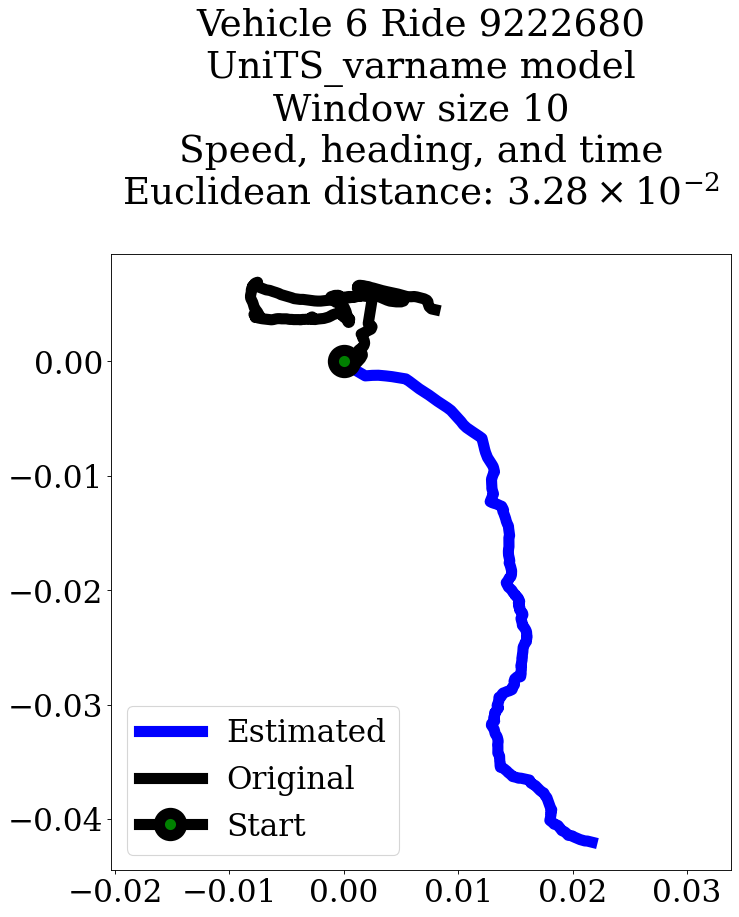 Vehicle 6 Ride 9222680
UniTS_varname model
Window size 10
Speed, heading, and time
Euclidean distance: 3.28 × 10⁻²
0.00
−0.01
−0.02
−0.03
−0.04
Estimated
Original
Start
−0.02 −0.01 0.00 0.01 0.02 0.03